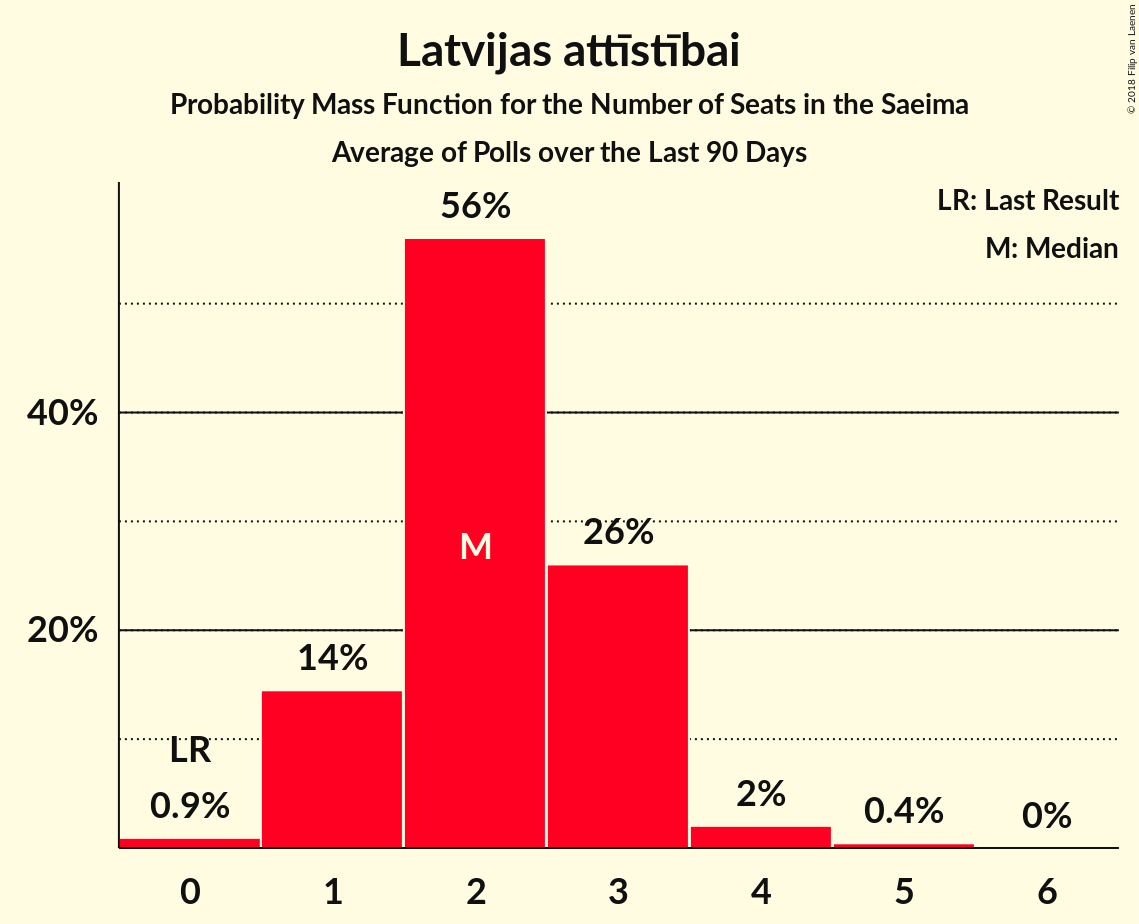 Latvijas attīstībai
Probability Mass Function for the Number of Seats in the Saeima
Average of Polls over the Last 90 Days
© 2018 Filip van Laenen
LR: Last Result
M: Median
56%
40%
M
26%
20%
14%
LR
0.9%
2%
0.4%
0%
0 1 2 3 4 5 6